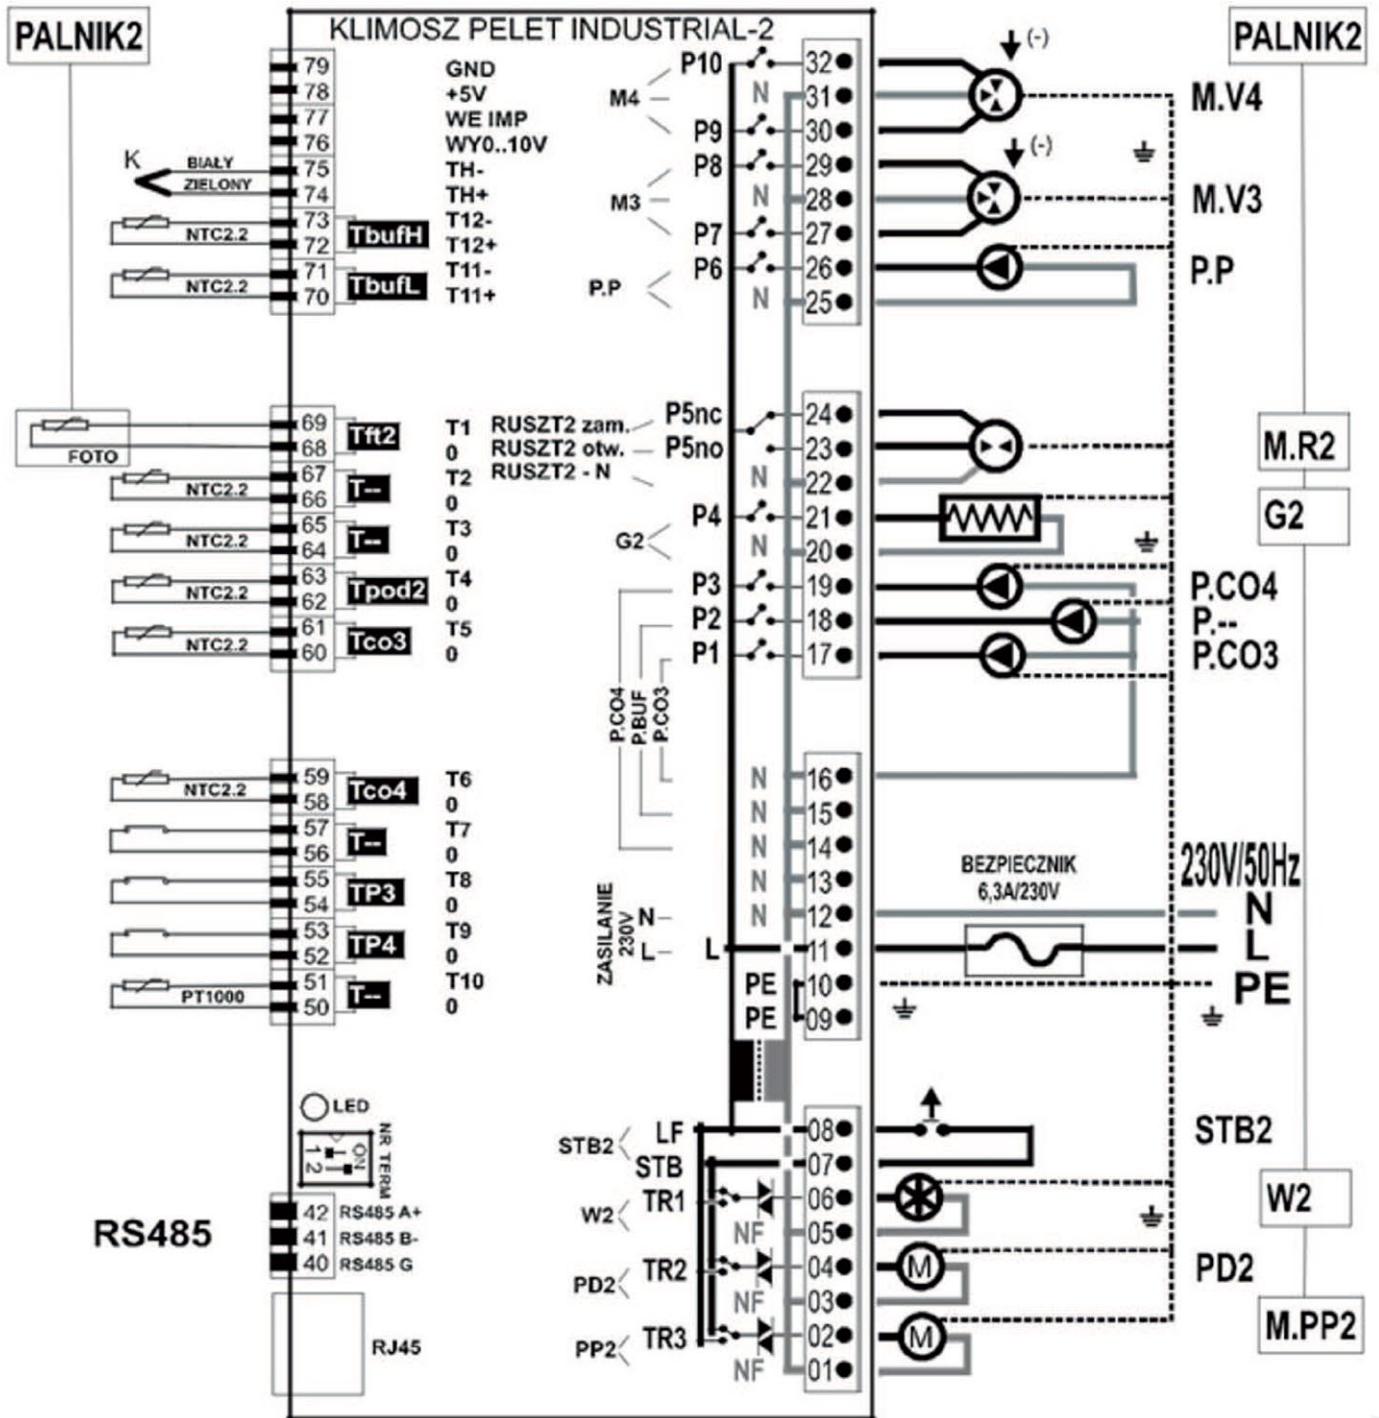 PALNIK2
KLIMOSZ PELET INDUSTRIAL-2
PALNIK2
79 GND
78 +5V
77 WE IMP
76 WY0..10V
K
BIAŁY 75 TH-
ZIELONY 74 TH+
73 T12-
NTC2.2 TbufH
72 T12+
71 T11-
NTC2.2 TbufL
70 T11+
69 T1
Tft2
68 0
FOTO
67 T2
NTC2.2 T--
66 0
65 T3
NTC2.2 T--
64 0
63 T4
NTC2.2 Tpod2
62 0
61 T5
NTC2.2 Tco3
60 0
59 T6
NTC2.2 Tco4
58 0
57 T7
T--
56 0
55 T8
TP3
54 0
53 T9
TP4
52 0
51 T10
PT1000 T--
50 0
LED
1 2 ON
NR TERM
RS485
42 RS485 A+
41 RS485 B-
40 RS485 G
RJ45
P10 32
(-)
M4 N 31 M.V4
P9 30
P8 29
(-)
M3 N 28 M.V3
P7 27
P6 26
P.P P.P
N 25
RUSZT2 zam. P5nc 24
RUSZT2 otw. P5no 23 M.R2
RUSZT2 - N N 22
P4 21 G2
G2
N 20
P3 19 P.CO4
P2 18 P.--
P1 17 P.CO3
P.CO4
P.BUF
P.CO3
N 16
N 15
N 14
N 13
BEZPIECZNIK
6,3A/230V
230V/50Hz
ZASILANIE
230V
N N 12 N
L L 11 L
PE 10 PE
PE 09
STB2 LF 08 STB2
STB 07
W2 TR1 06 W2
NF 05
PD2 TR2 04 M PD2
NF 03
PP2 TR3 02 M M.PP2
NF 01